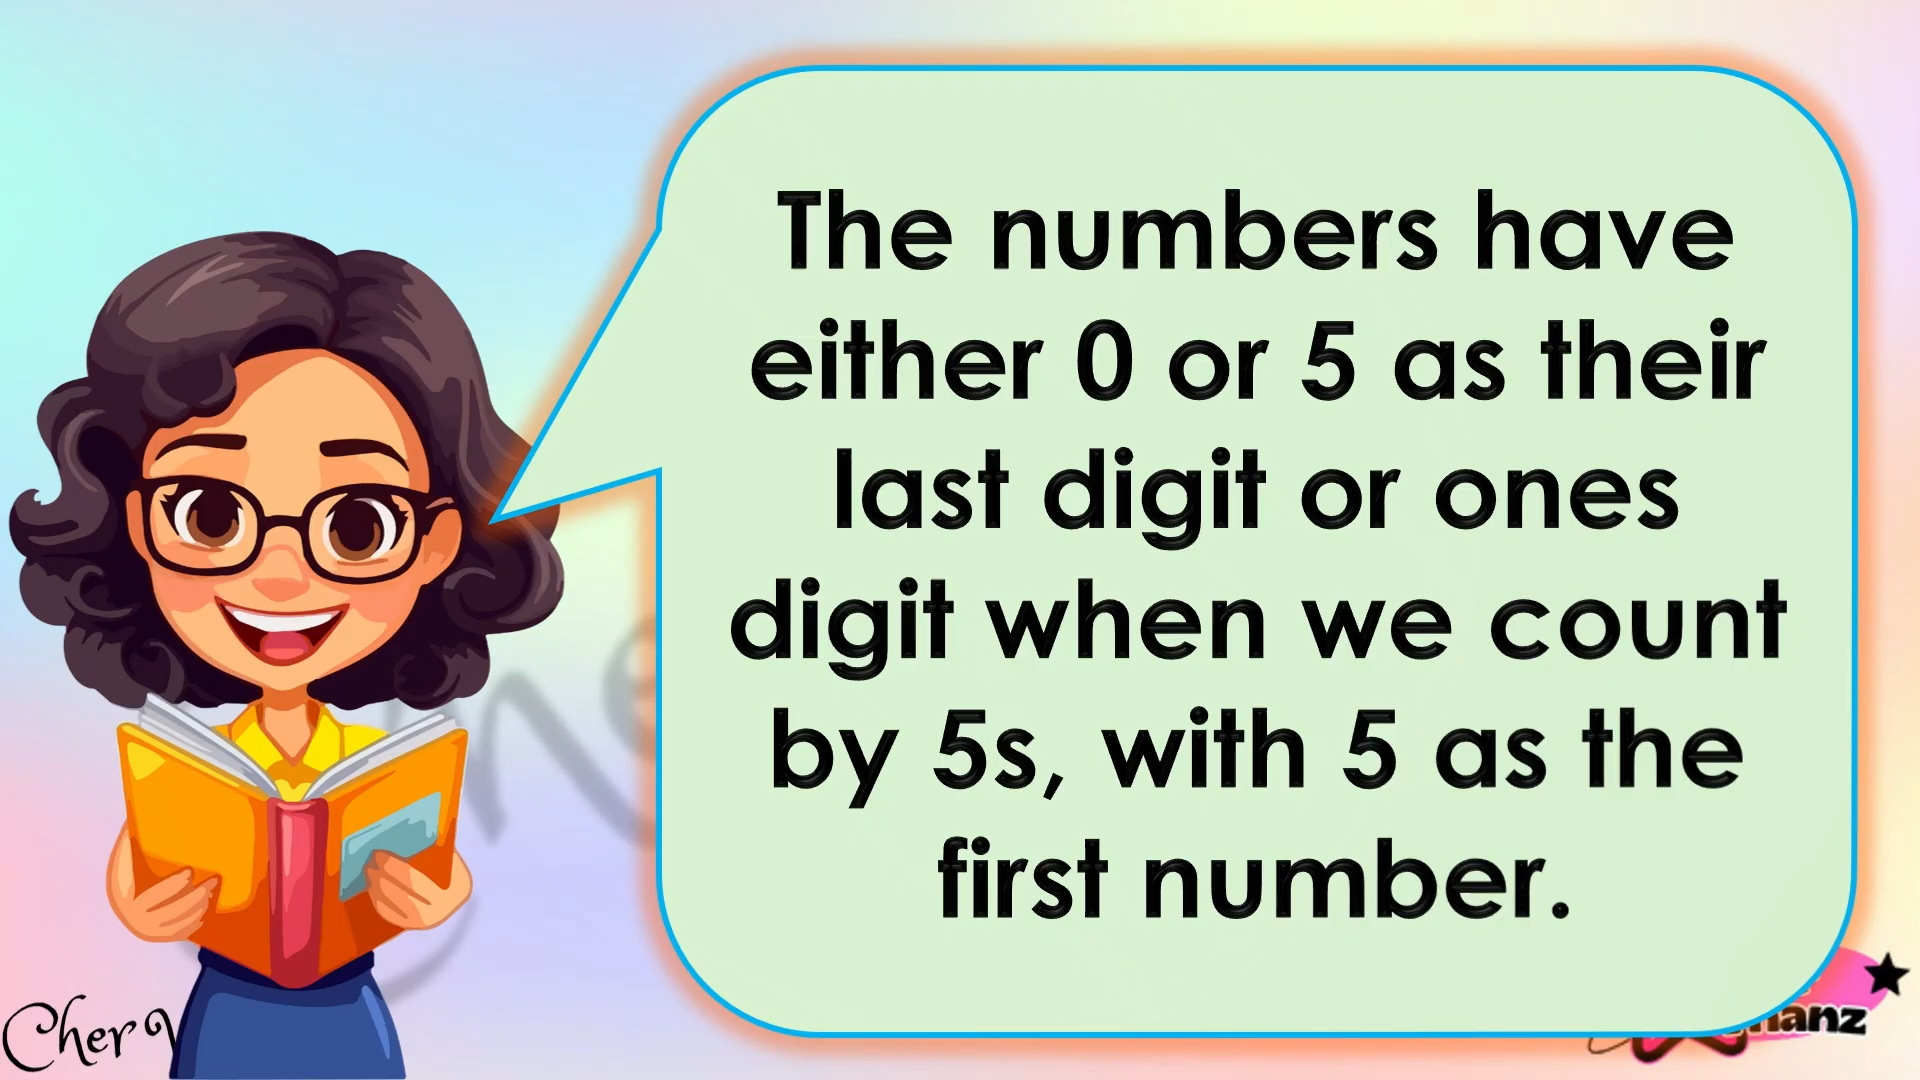 The numbers have
either 0 or 5 as their
last digit or ones
digit when we count
by 5s, with 5 as the
first number.
Cher